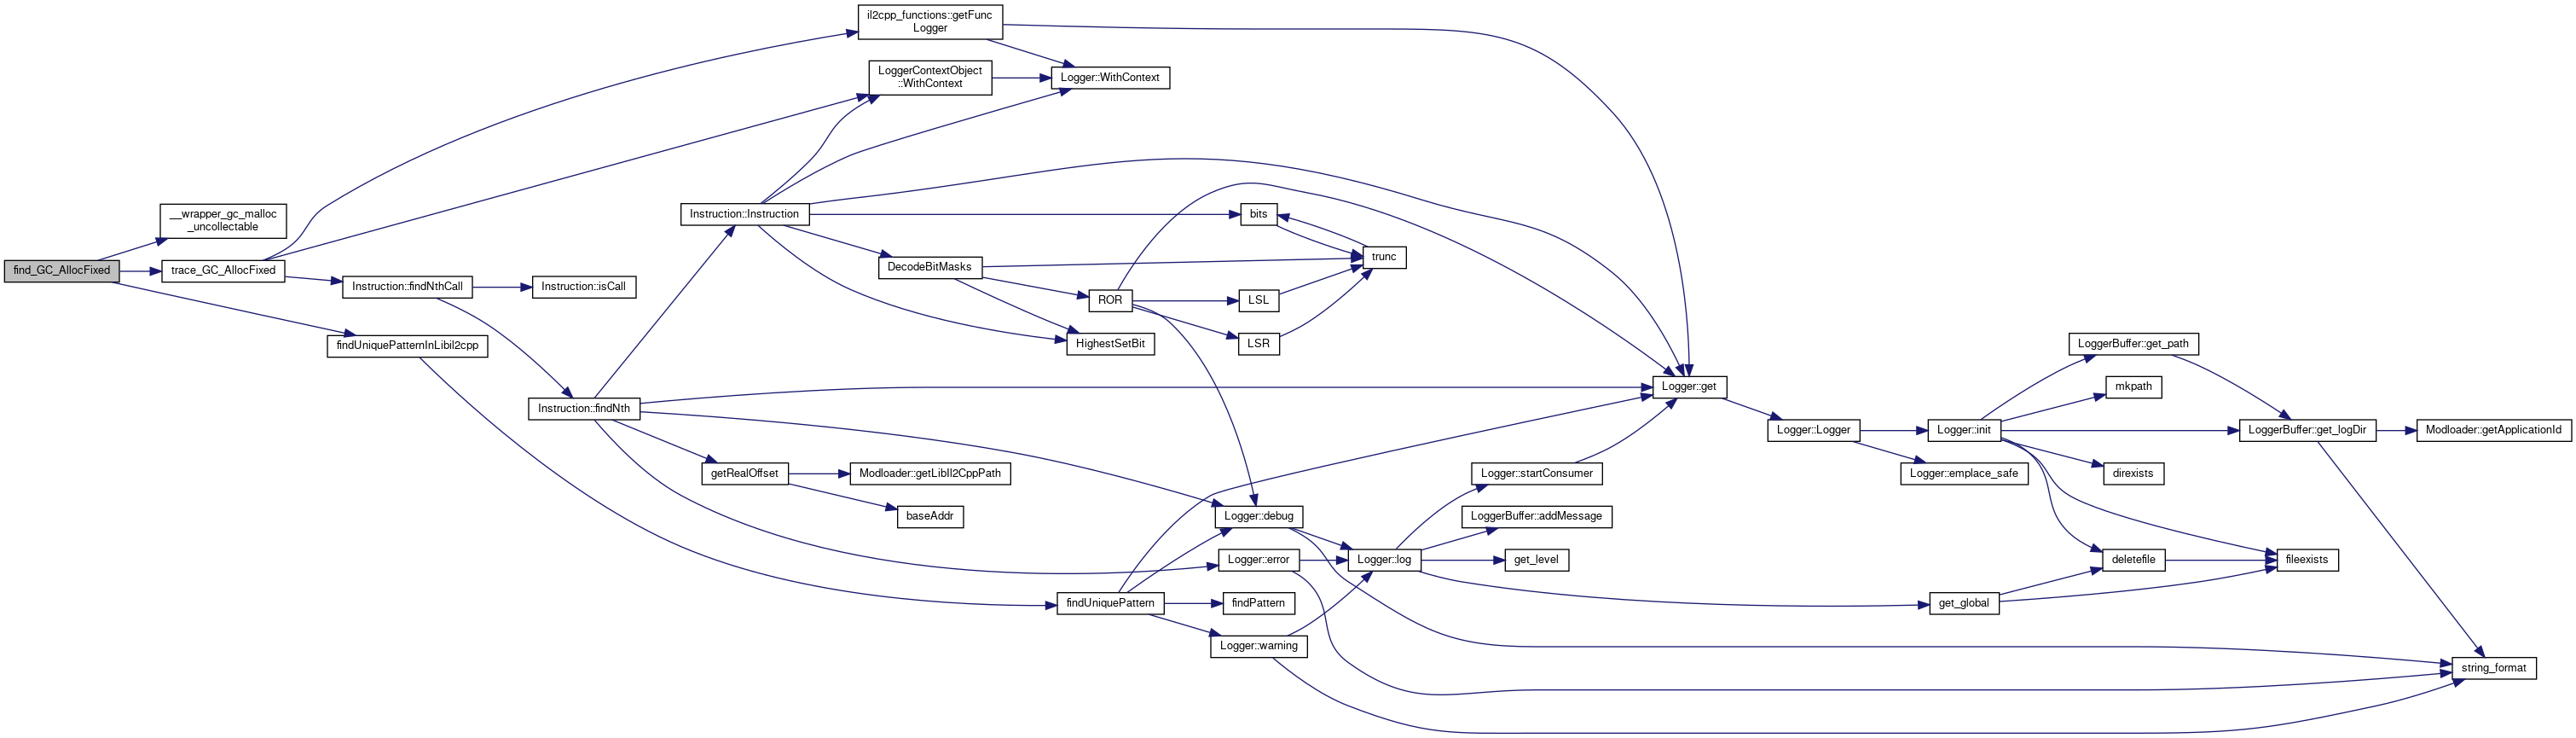 find_GC_AllocFixed
__wrapper_gc_malloc
_uncollectable
trace_GC_AllocFixed
findUniquePatternInLibil2cpp
Instruction::findNthCall
Instruction::isCall
Instruction::findNth
Instruction::Instruction
getRealOffset
il2cpp_functions::getFunc
Logger
LoggerContextObject
::WithContext
Logger::WithContext
DecodeBitMasks
ROR
HighestSetBit
bits
trunc
LSL
LSR
Modloader::getLibIl2CppPath
baseAddr
findUniquePattern
Logger::debug
Logger::error
findPattern
Logger::warning
Logger::log
Logger::startConsumer
LoggerBuffer::addMessage
get_level
Logger::get
Logger::Logger
Logger::init
Logger::emplace_safe
get_global
LoggerBuffer::get_path
mkpath
direxists
deletefile
LoggerBuffer::get_logDir
fileexists
Modloader::getApplicationId
string_format